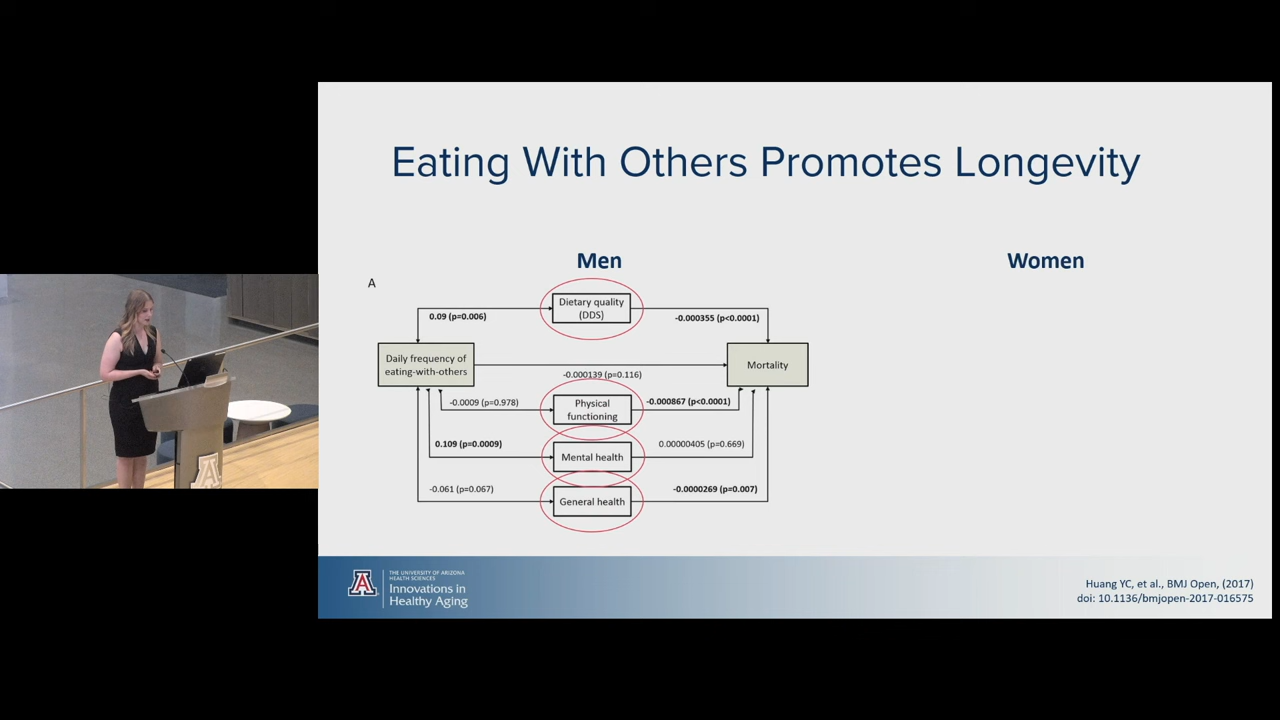 Eating With Others Promotes Longevity
Men
Women
A
Dietary quality
(DDS)
0.09 (p=0.006)
-0.000355 (p<0.0001)
Daily frequency of
eating-with-others
Mortality
-0.000139 (p=0.116)
-0.0009 (p=0.978)
Physical
functioning
-0.000867 (p<0.0001)
0.109 (p=0.0009)
Mental health
0.00000405 (p=0.669)
-0.061 (p=0.067)
General health
-0.0000269 (p=0.007)
A
THE UNIVERSITY OF ARIZONA
HEALTH SCIENCES
Innovations in
Healthy Aging
Huang YC, et al., BMJ Open, (2017)
doi: 10.1136/bmjopen-2017-016575
A